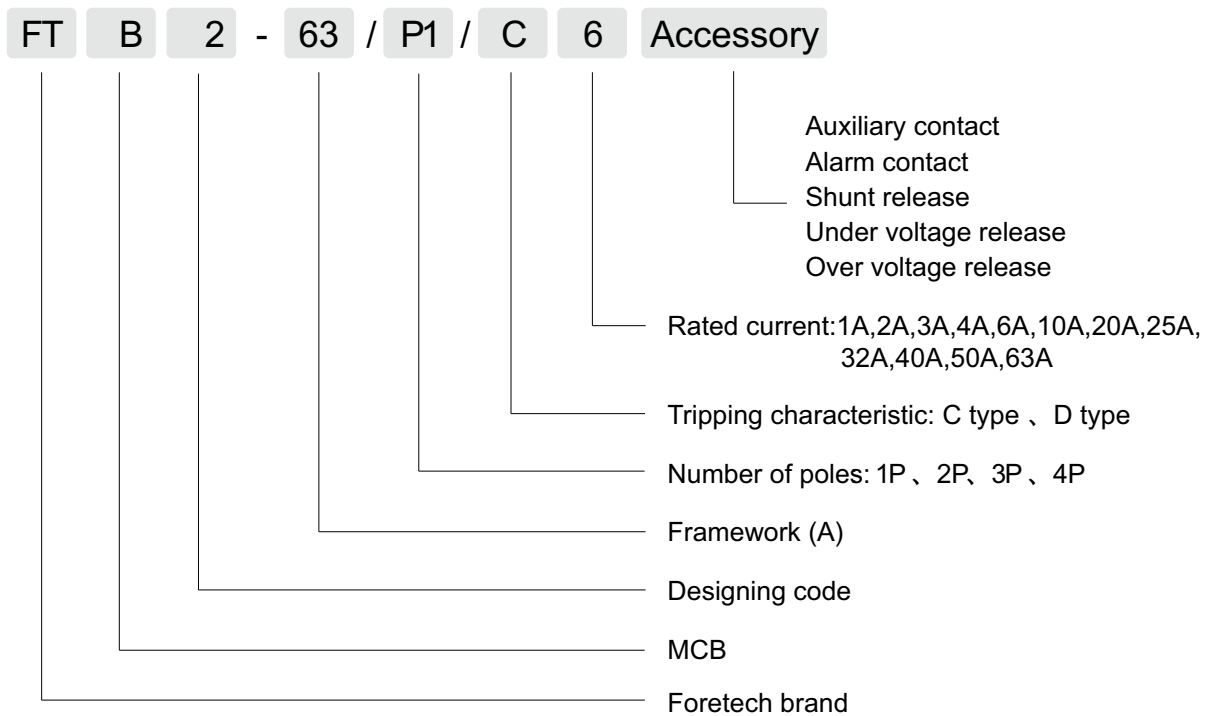 FT B 2 - 63 / P1 / C 6 Accessory
Auxiliary contact
Alarm contact
Shunt release
Under voltage release
Over voltage release
Rated current:1A,2A,3A,4A,6A,10A,20A,25A,
32A,40A,50A,63A
Tripping characteristic: C type 、D type
Number of poles: 1P 、2P、3P 、4P
Framework (A)
Designing code
MCB
Foretech brand